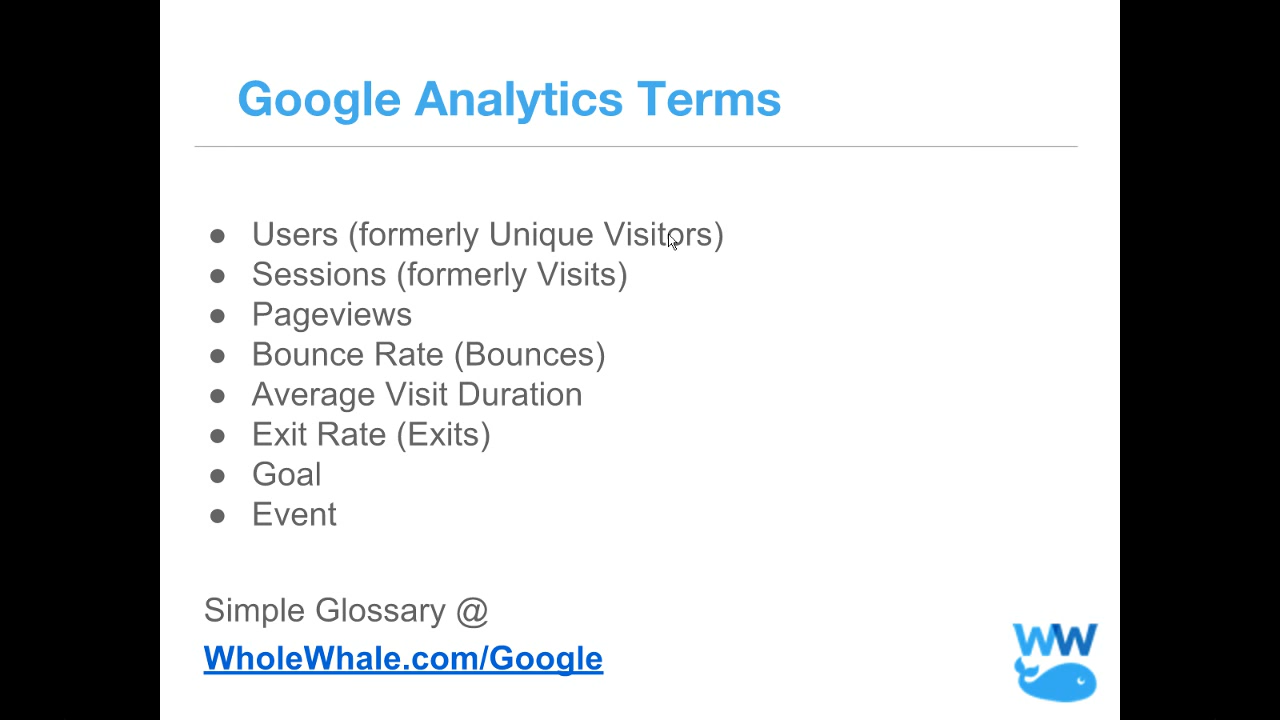 Google Analytics Terms
● Users (formerly Unique Visitors)
● Sessions (formerly Visits)
● Pageviews
● Bounce Rate (Bounces)
● Average Visit Duration
● Exit Rate (Exits)
● Goal
● Event
Simple Glossary @
WholeWhale.com/Google
WW